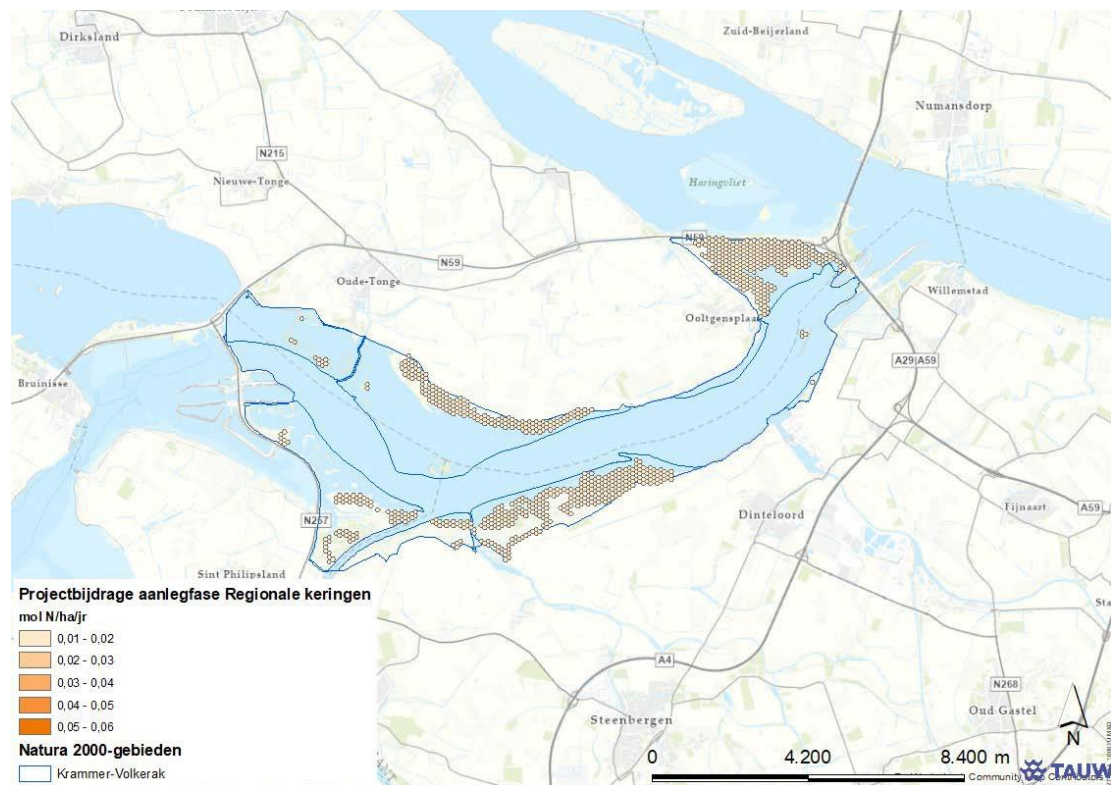 Dirksland
Zuid-Beijerland
Numansdorp
N215
Nieuwe-Tonge
Haringvliet
N59
N59
Oude-Tonge
Willemstad
Ooltgensplaat
Bruinisse
A29|A59
N257
Dinteloord
Fijnaart
A59
Sint Philipsland
Projectbijdrage aanlegfase Regionale keringen
mol N/ha/jr
0,01 - 0,02
0,02 - 0,03
0,03 - 0,04
0,04 - 0,05
0,05 - 0,06
Natura 2000-gebieden
Krammer-Volkerak
A4
Steenbergen
N268
Oud Gastel
N
0 4.200 8.400 m
Community Map Contributors
TAUW